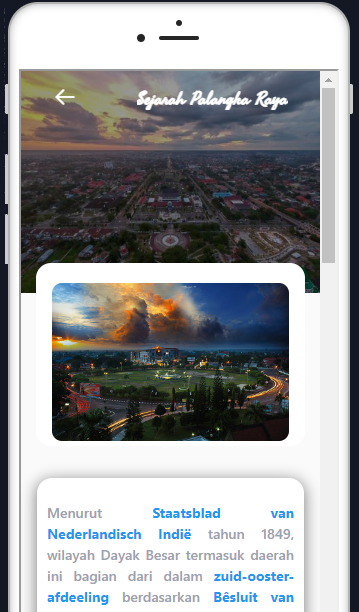 Sejarah Palangka Raya
Menurut Staatsblad van
Nederlandisch Indië tahun 1849,
wilayah Dayak Besar termasuk daerah
ini bagian dari dalam zuid-ooster-
afdeeling berdasarkan Bêsluit van